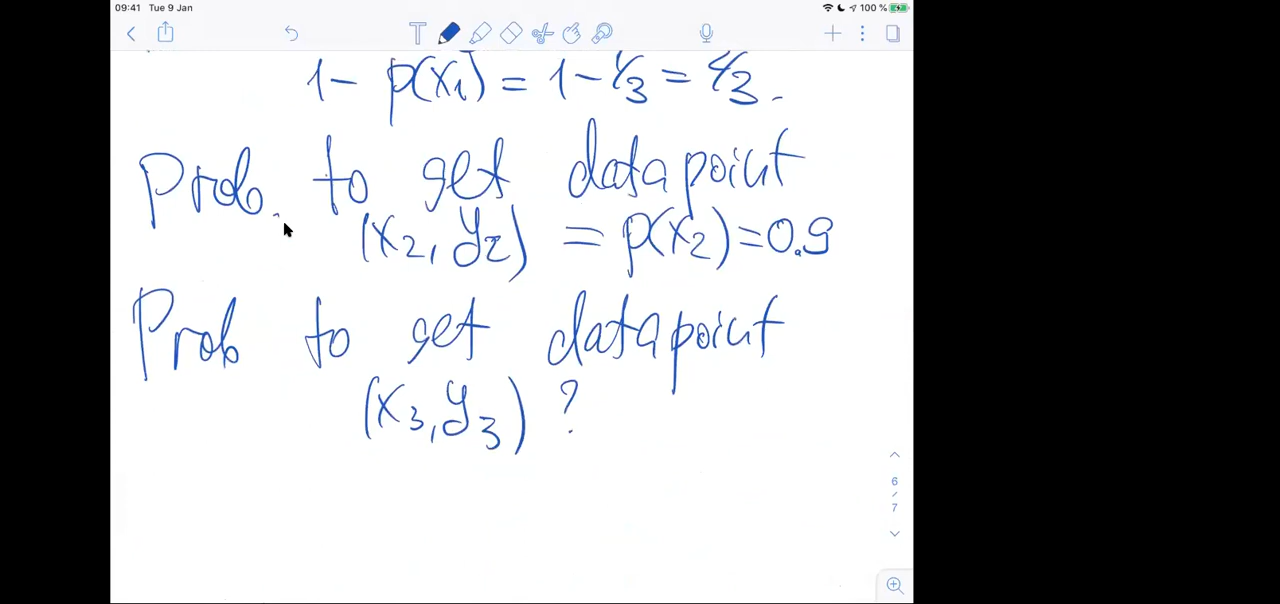 09:41 Tue 9 Jan 100 %
T
1 - p(x1) = 1 - 1/3 = 2/3.
Prob. to get datapoint
(x2, y2) = p(x2) = 0.9
Prob to get datapoint
(x3, y3) ?
6
/
7